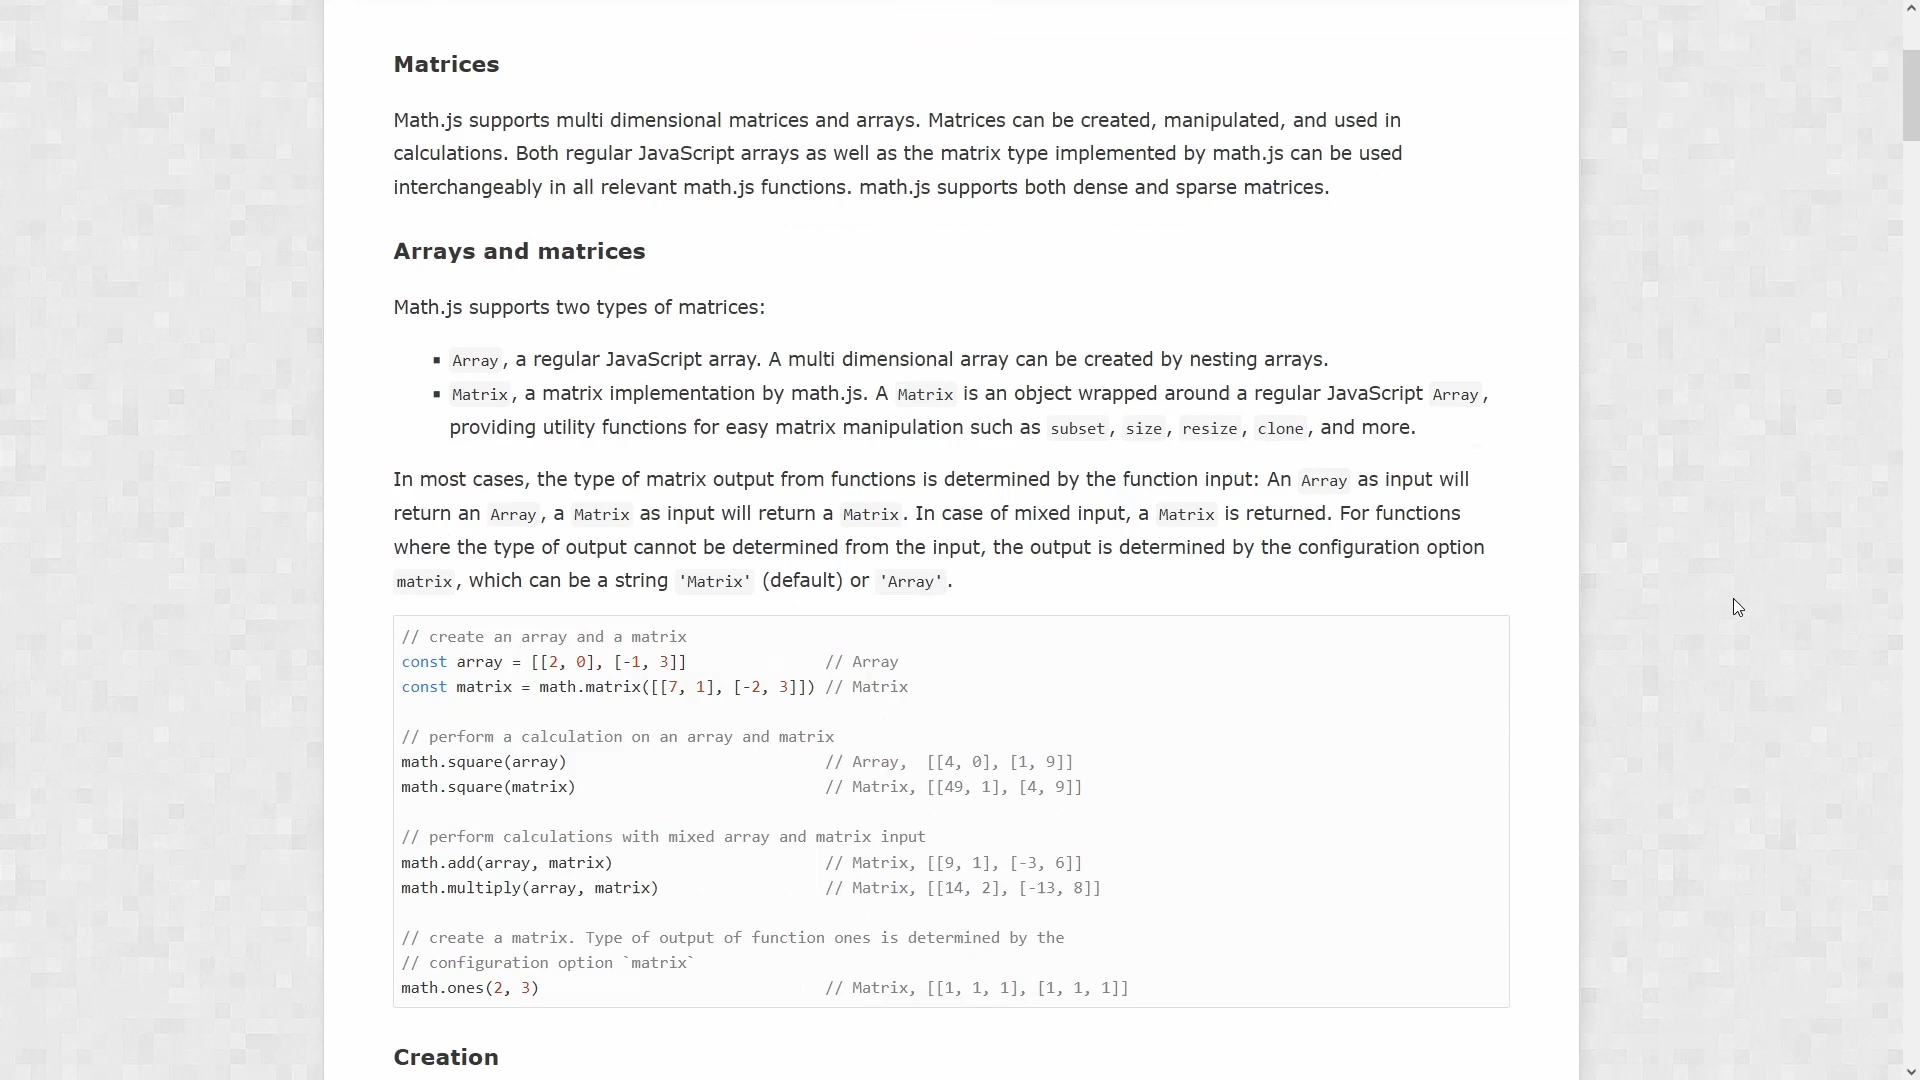 Matrices
Math.js supports multi dimensional matrices and arrays. Matrices can be created, manipulated, and used in
calculations. Both regular JavaScript arrays as well as the matrix type implemented by math.js can be used
interchangeably in all relevant math.js functions. math.js supports both dense and sparse matrices.
Arrays and matrices
Math.js supports two types of matrices:
▪ Array, a regular JavaScript array. A multi dimensional array can be created by nesting arrays.
▪ Matrix, a matrix implementation by math.js. A Matrix is an object wrapped around a regular JavaScript Array,
providing utility functions for easy matrix manipulation such as subset, size, resize, clone, and more.
In most cases, the type of matrix output from functions is determined by the function input: An Array as input will
return an Array, a Matrix as input will return a Matrix. In case of mixed input, a Matrix is returned. For functions
where the type of output cannot be determined from the input, the output is determined by the configuration option
matrix, which can be a string 'Matrix' (default) or 'Array'.
// create an array and a matrix
const array = [[2, 0], [-1, 3]]               // Array
const matrix = math.matrix([[7, 1], [-2, 3]]) // Matrix
// perform a calculation on an array and matrix
math.square(array)                            // Array,  [[4, 0], [1, 9]]
math.square(matrix)                           // Matrix, [[49, 1], [4, 9]]
// perform calculations with mixed array and matrix input
math.add(array, matrix)                       // Matrix, [[9, 1], [-3, 6]]
math.multiply(array, matrix)                  // Matrix, [[14, 2], [-13, 8]]
// create a matrix. Type of output of function ones is determined by the
// configuration option `matrix`
math.ones(2, 3)                               // Matrix, [[1, 1, 1], [1, 1, 1]]
Creation